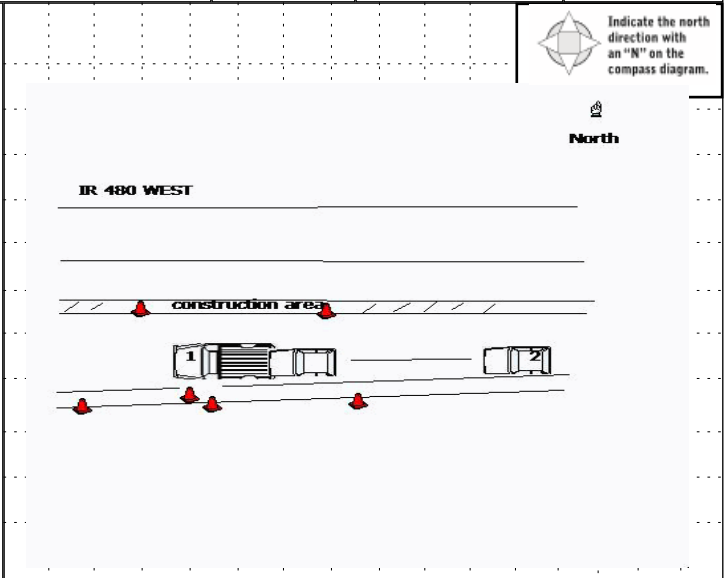 Indicate the north
direction with
an "N" on the
compass diagram.
North
IR 480 WEST
construction area
1
2